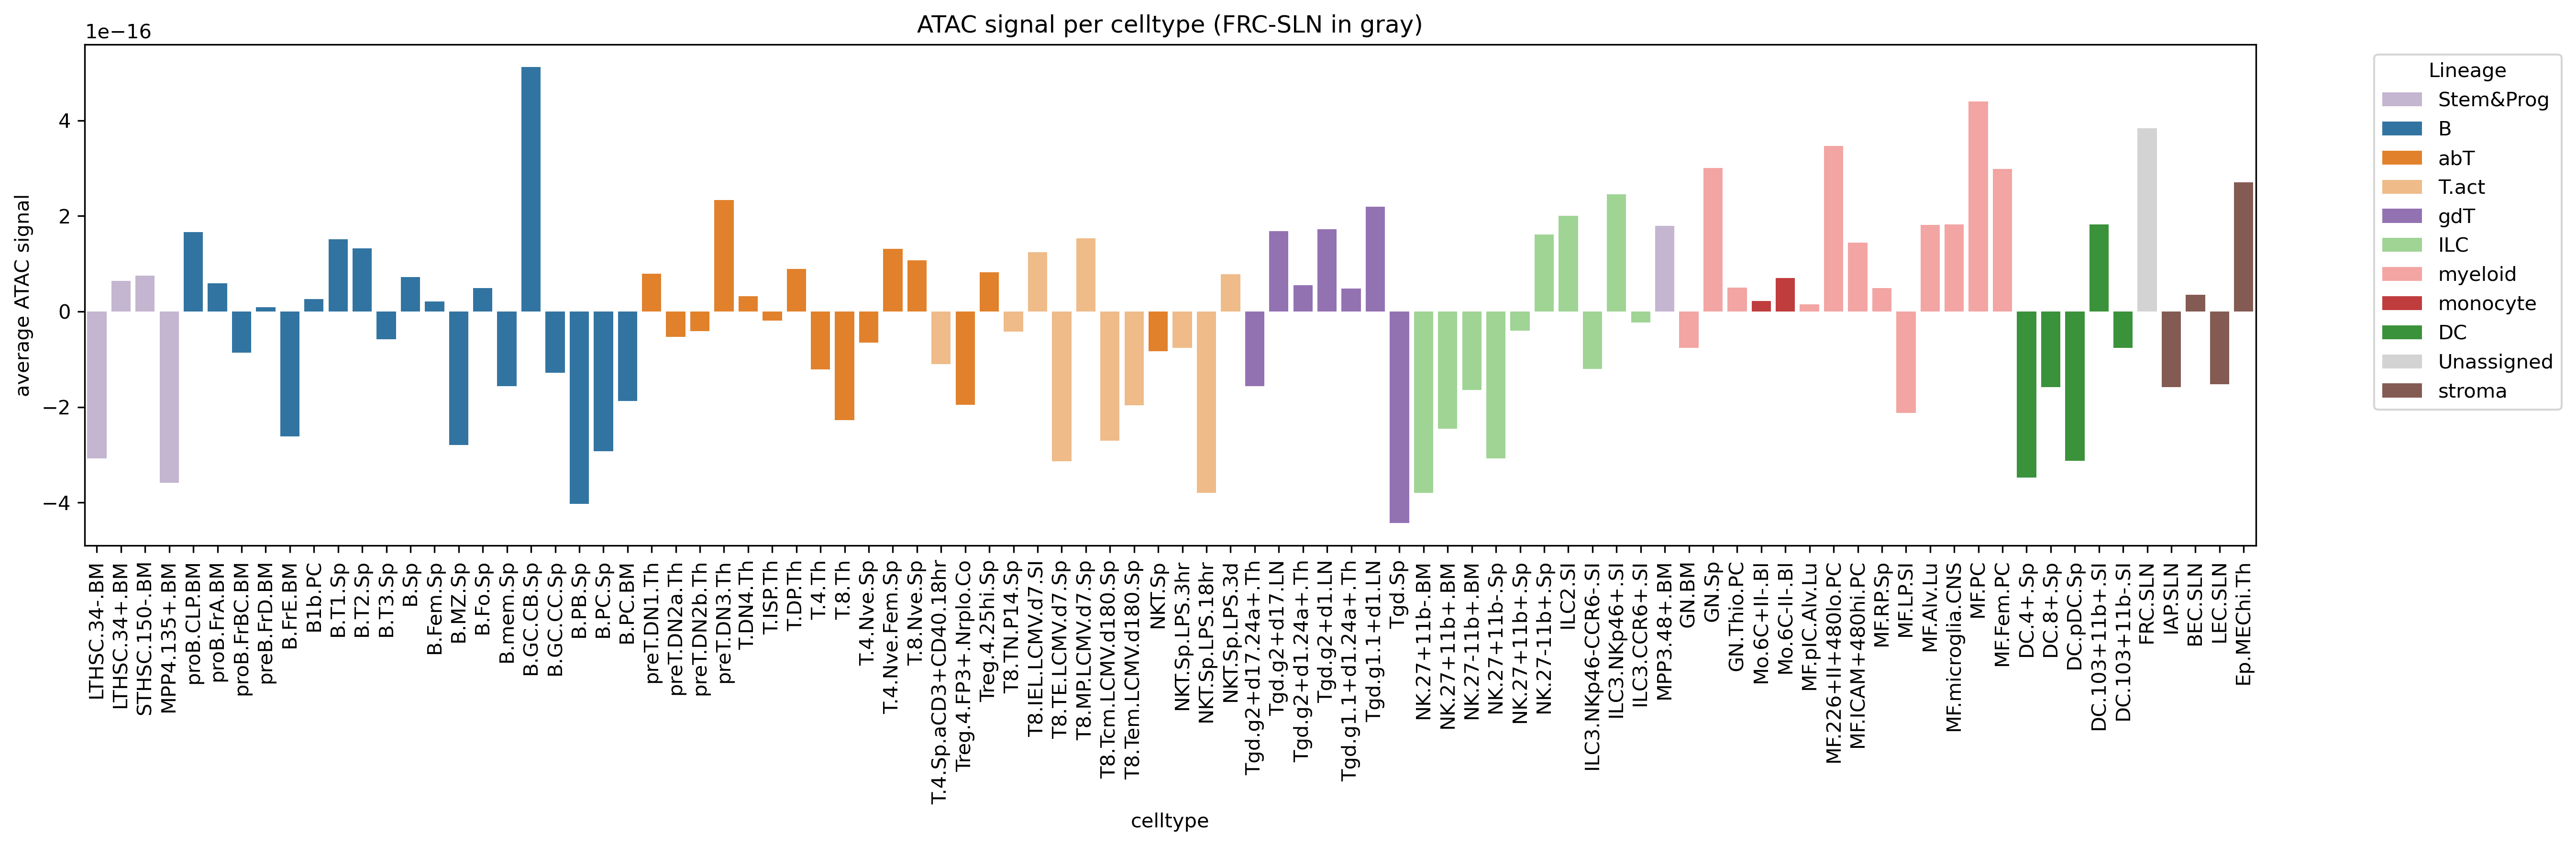 ATAC signal per celltype (FRC-SLN in gray)
1e−16
average ATAC signal
4
2
0
−2
−4
LTHSC.34-.BM
LTHSC.34+.BM
STHSC.150-.BM
MPP4.135+.BM
proB.CLP.BM
proB.FrA.BM
proB.FrBC.BM
preB.FrD.BM
B.FrE.BM
B1b.PC
B.T1.Sp
B.T2.Sp
B.T3.Sp
B.Sp
B.Fem.Sp
B.MZ.Sp
B.Fo.Sp
B.mem.Sp
B.GC.CB.Sp
B.GC.CC.Sp
B.PB.Sp
B.PC.Sp
B.PC.BM
preT.DN1.Th
preT.DN2a.Th
preT.DN2b.Th
preT.DN3.Th
T.DN4.Th
T.ISP.Th
T.DP.Th
T.4.Th
T.8.Th
T.4.Nve.Sp
T.4.Nve.Fem.Sp
T.8.Nve.Sp
T.4.Sp.aCD3+CD40.18hr
Treg.4.FP3+.Nrplo.Co
Treg.4.25hi.Sp
T8.TN.P14.Sp
T8.IEL.LCMV.d7.SI
T8.TE.LCMV.d7.Sp
T8.MP.LCMV.d7.Sp
T8.Tcm.LCMV.d180.Sp
T8.Tem.LCMV.d180.Sp
NKT.Sp
NKT.Sp.LPS.3hr
NKT.Sp.LPS.18hr
NKT.Sp.LPS.3d
Tgd.g2+d17.24a+.Th
Tgd.g2+d17.LN
Tgd.g2+d1.24a+.Th
Tgd.g2+d1.LN
Tgd.g1.1+d1.24a+.Th
Tgd.g1.1+d1.LN
Tgd.Sp
NK.27+11b-.BM
NK.27+11b+.BM
NK.27-11b+.BM
NK.27+11b-.Sp
NK.27+11b+.Sp
NK.27-11b+.Sp
ILC2.SI
ILC3.NKp46-CCR6-.SI
ILC3.NKp46+.SI
ILC3.CCR6+.SI
MPP3.48+.BM
GN.BM
GN.Sp
GN.Thio.PC
Mo.6C+II-.Bl
Mo.6C-II-.Bl
MF.pIC.Alv.Lu
MF.226+II+480lo.PC
MF.ICAM+480hi.PC
MF.RP.Sp
MF.LP.SI
MF.Alv.Lu
MF.microglia.CNS
MF.PC
MF.Fem.PC
DC.4+.Sp
DC.8+.Sp
DC.pDC.Sp
DC.103+11b+.SI
DC.103+11b-.SI
FRC.SLN
IAP.SLN
BEC.SLN
LEC.SLN
Ep.MEChi.Th
celltype
Lineage
Stem&Prog
B
abT
T.act
gdT
ILC
myeloid
monocyte
DC
Unassigned
stroma